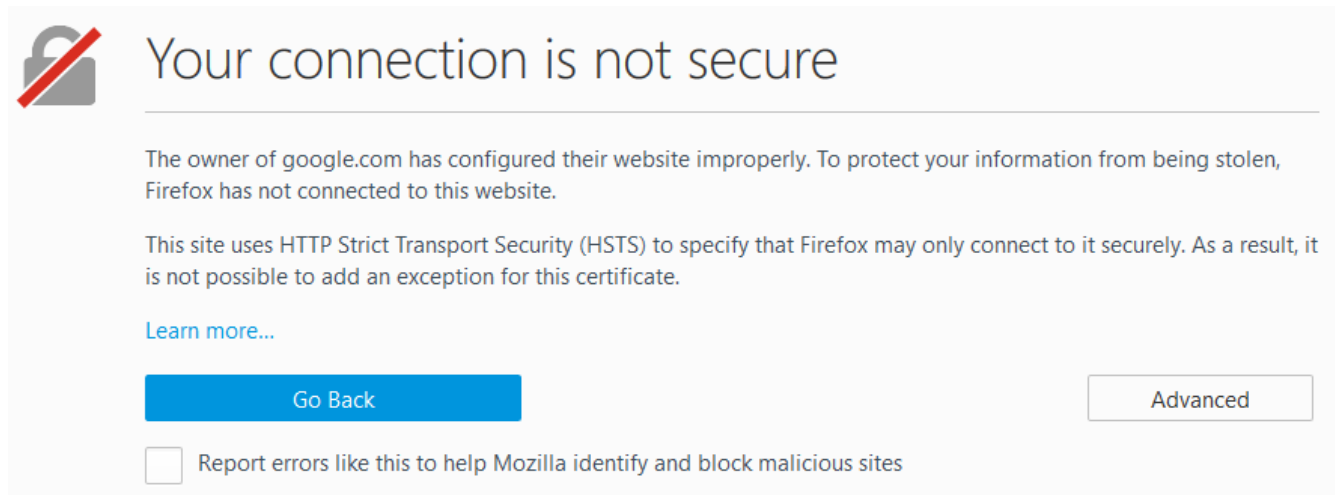 Your connection is not secure
The owner of google.com has configured their website improperly. To protect your information from being stolen,
Firefox has not connected to this website.
This site uses HTTP Strict Transport Security (HSTS) to specify that Firefox may only connect to it securely. As a result, it
is not possible to add an exception for this certificate.
Learn more...
Go Back
Advanced
Report errors like this to help Mozilla identify and block malicious sites